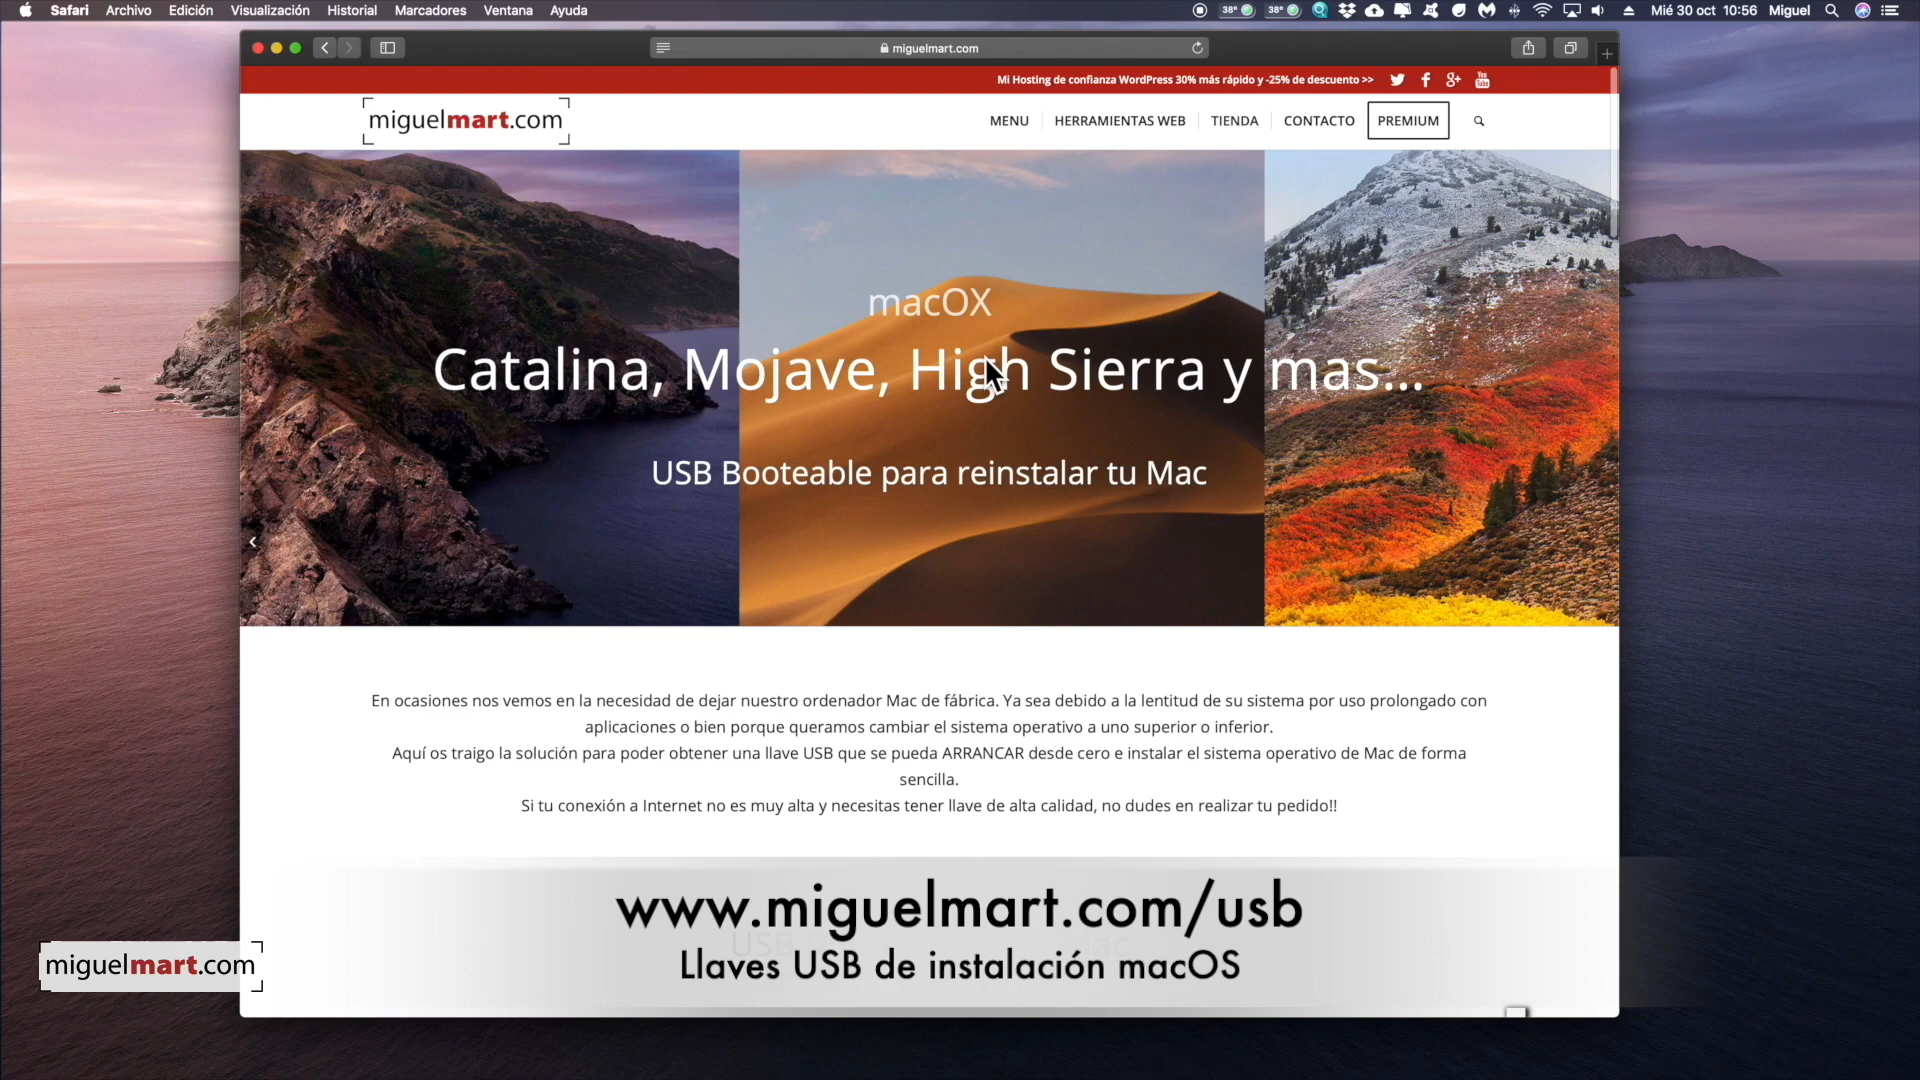 Safari Archivo Edición Visualización Historial Marcadores Ventana Ayuda
38° 38° Mié 30 oct 10:56 Miguel
miguelmart.com
Mi Hosting de confianza WordPress 30% más rápido y -25% de descuento >>
miguelmart.com
MENU HERRAMIENTAS WEB TIENDA CONTACTO PREMIUM
macOX
Catalina, Mojave, High Sierra y mas...
USB Booteable para reinstalar tu Mac
En ocasiones nos vemos en la necesidad de dejar nuestro ordenador Mac de fábrica. Ya sea debido a la lentitud de su sistema por uso prolongado con
aplicaciones o bien porque queramos cambiar el sistema operativo a uno superior o inferior.
Aquí os traigo la solución para poder obtener una llave USB que se pueda ARRANCAR desde cero e instalar el sistema operativo de Mac de forma
sencilla.
Si tu conexión a Internet no es muy alta y necesitas tener llave de alta calidad, no dudes en realizar tu pedido!!
www.miguelmart.com/usb
Llaves USB de instalación macOS
miguelmart.com